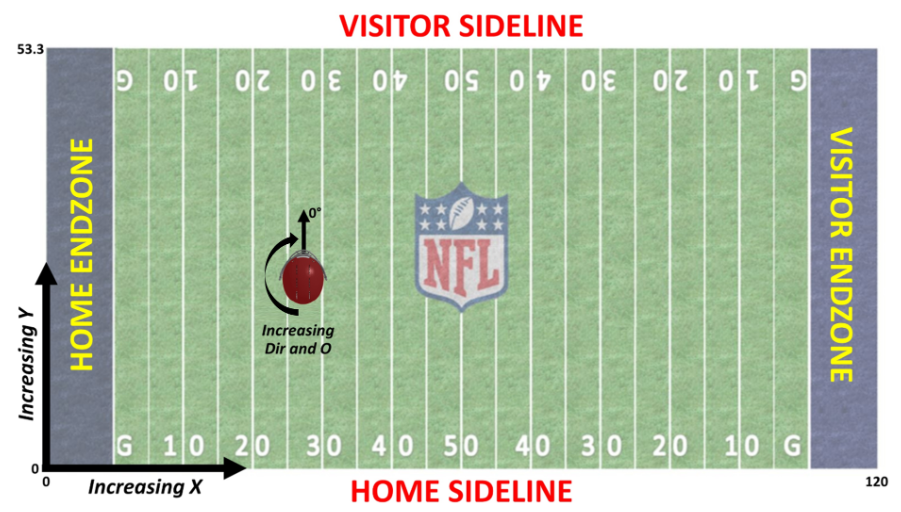 VISITOR SIDELINE
53.3
G 10 20 30 40 50 40 30 20 10 G
HOME ENDZONE
VISITOR ENDZONE
0°
NFL
Increasing
Dir and O
Increasing Y
G 10 20 30 40 50 40 30 20 10 G
0
0
Increasing X
HOME SIDELINE
120